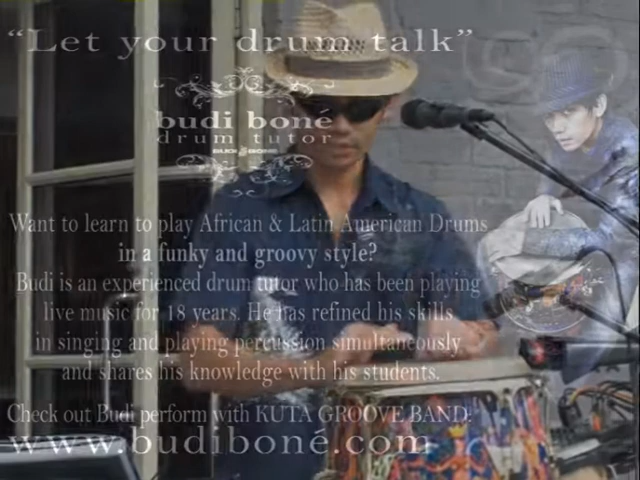 “Let your drum talk”
budi boné
drum tutor
BUDI BONE
Want to learn to play African & Latin American Drums
in a funky and groovy style?
Budi is an experienced drum tutor who has been playing
live music for 18 years. He has refined his skills
in singing and playing percussion simultaneously
and shares his knowledge with his students.
Check out Budi perform with KUTA GROOVE BAND.
www.budiboné.com